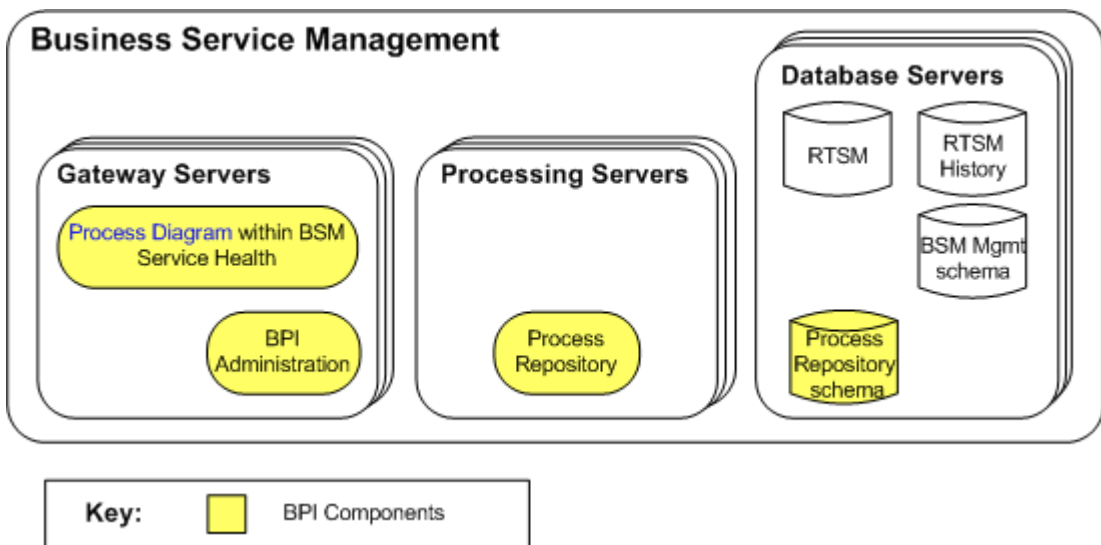 Business Service Management
Gateway Servers
Process Diagram within BSM
Service Health
BPI
Administration
Processing Servers
Process
Repository
Database Servers
RTSM
RTSM
History
BSM Mgmt
schema
Process
Repository
schema
Key:
BPI Components